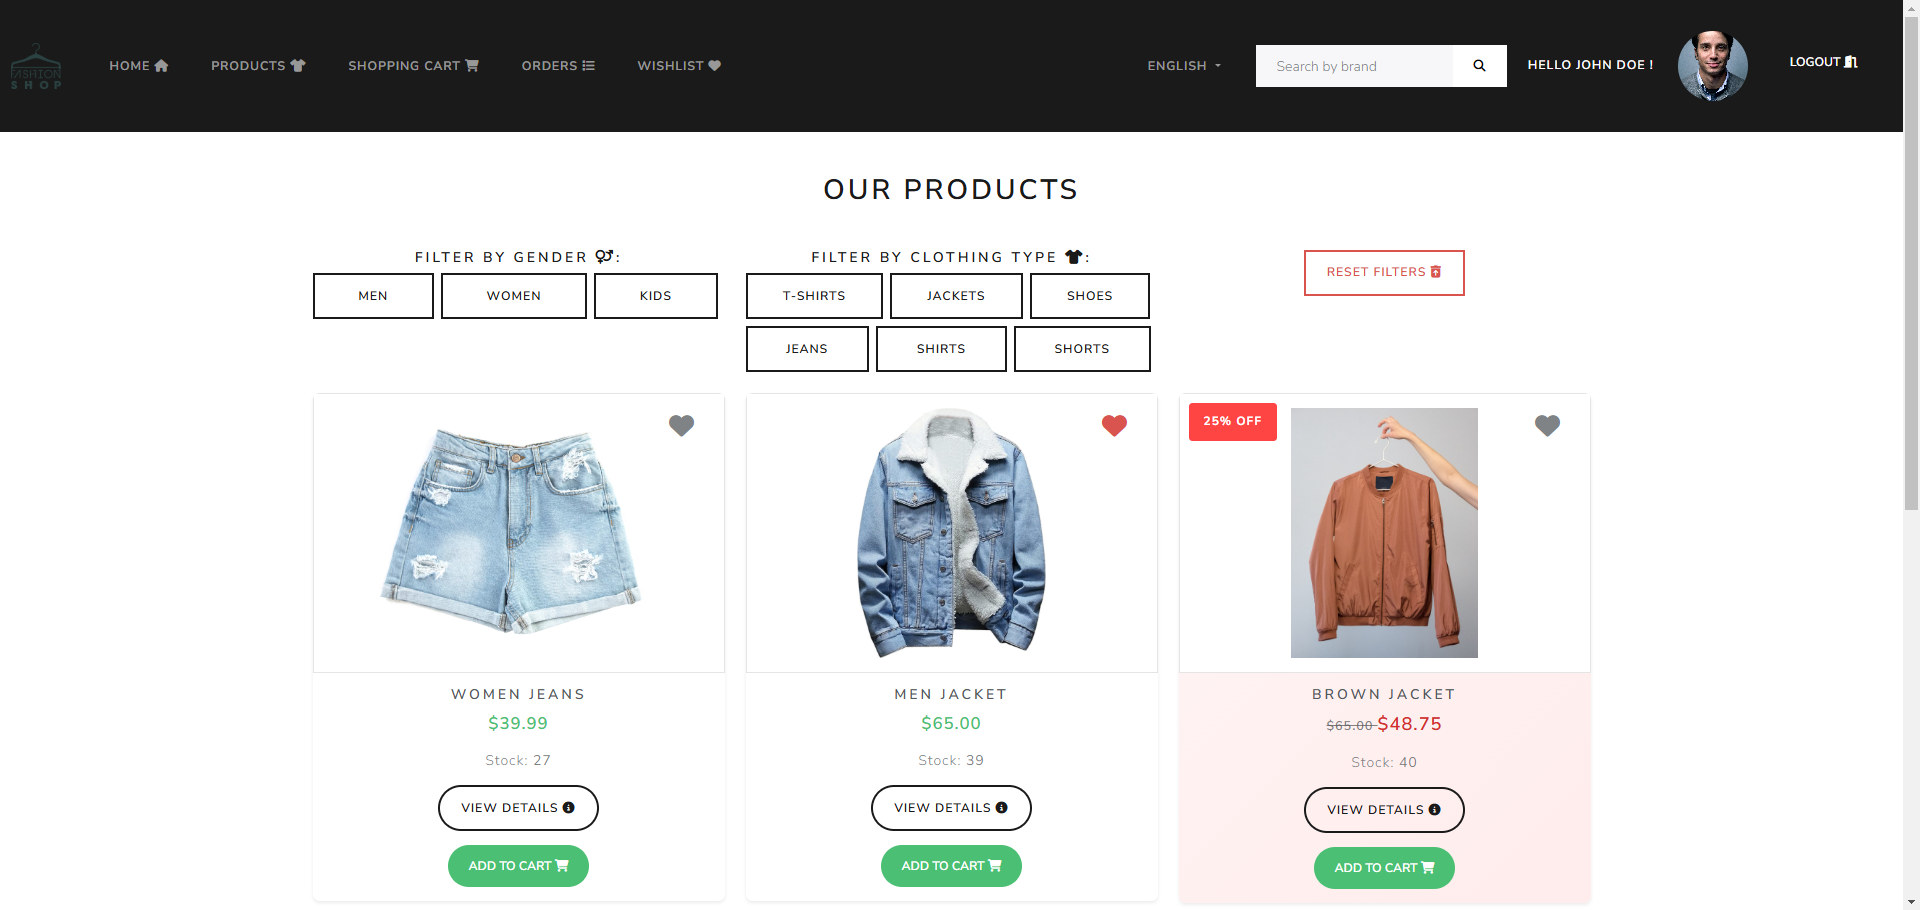 FASHION
SHOP
HOME
PRODUCTS
SHOPPING CART
ORDERS
WISHLIST
ENGLISH
Search by brand
HELLO JOHN DOE !
LOGOUT
OUR PRODUCTS
FILTER BY GENDER :
MEN
WOMEN
KIDS
FILTER BY CLOTHING TYPE :
T-SHIRTS
JACKETS
SHOES
JEANS
SHIRTS
SHORTS
RESET FILTERS
WOMEN JEANS
$39.99
Stock: 27
VIEW DETAILS
ADD TO CART
MEN JACKET
$65.00
Stock: 39
VIEW DETAILS
ADD TO CART
25% OFF
BROWN JACKET
$65.00 $48.75
Stock: 40
VIEW DETAILS
ADD TO CART